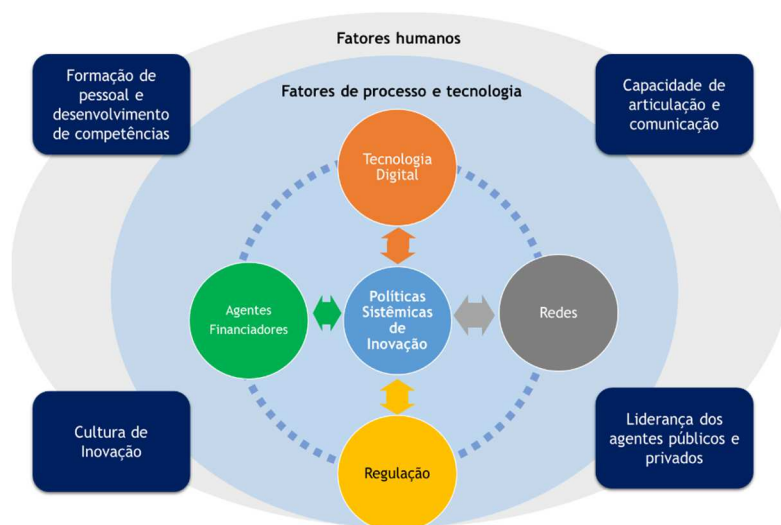 Fatores humanos
Formação de
pessoal e
desenvolvimento
de competências
Capacidade de
articulação e
comunicação
Fatores de processo e tecnologia
Tecnologia
Digital
Agentes
Financiadores
Políticas
Sistêmicas
de
Inovação
Redes
Regulação
Cultura de
Inovação
Liderança dos
agentes públicos e
privados